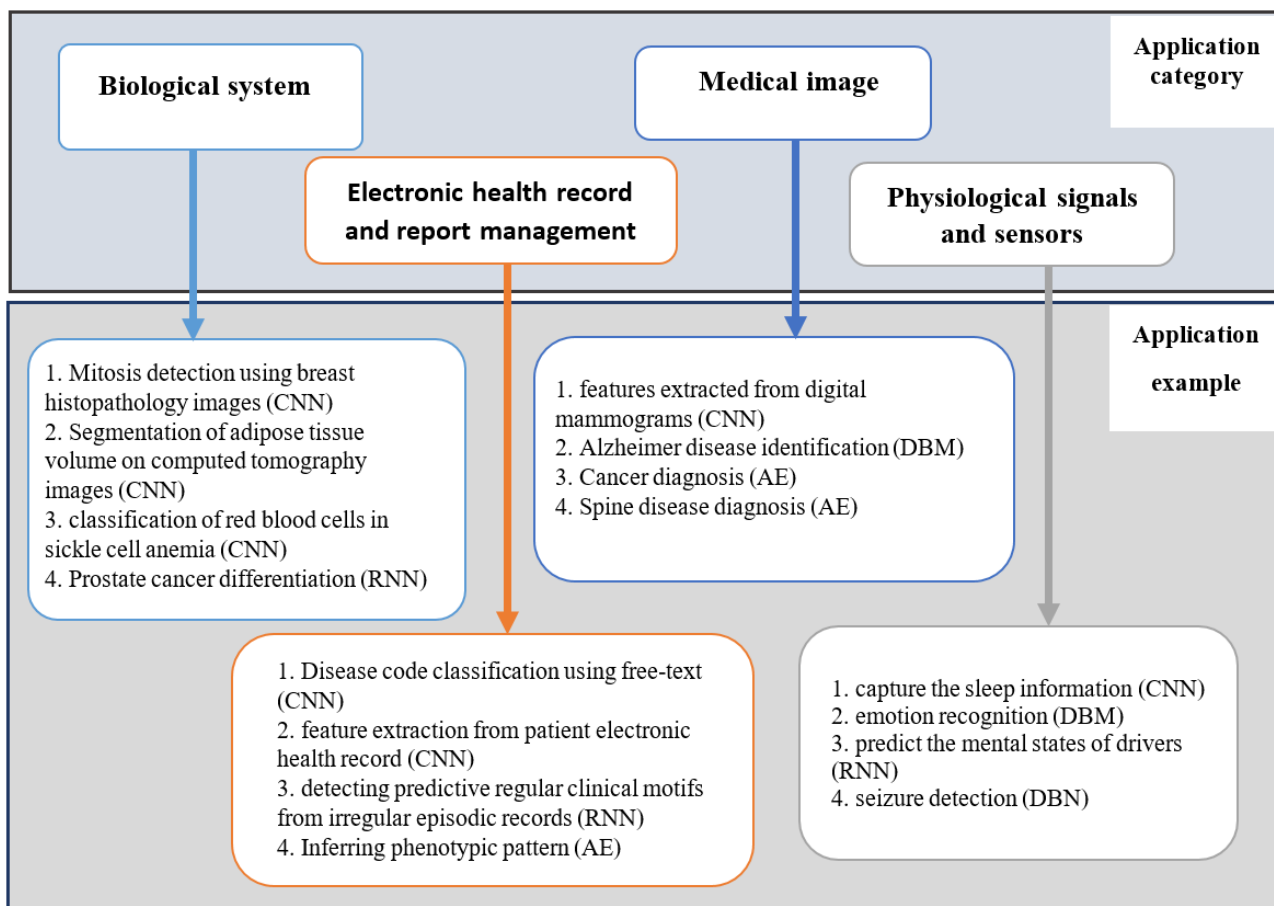 Biological system
Medical image
Application
category
Electronic health record
and report management
Physiological signals
and sensors
Application
example
1. Mitosis detection using breast
histopathology images (CNN)
2. Segmentation of adipose tissue
volume on computed tomography
images (CNN)
3. classification of red blood cells in
sickle cell anemia (CNN)
4. Prostate cancer differentiation (RNN)
1. features extracted from digital
mammograms (CNN)
2. Alzheimer disease identification (DBM)
3. Cancer diagnosis (AE)
4. Spine disease diagnosis (AE)
1. Disease code classification using free-text
(CNN)
2. feature extraction from patient electronic
health record (CNN)
3. detecting predictive regular clinical motifs
from irregular episodic records (RNN)
4. Inferring phenotypic pattern (AE)
1. capture the sleep information (CNN)
2. emotion recognition (DBM)
3. predict the mental states of drivers
(RNN)
4. seizure detection (DBN)